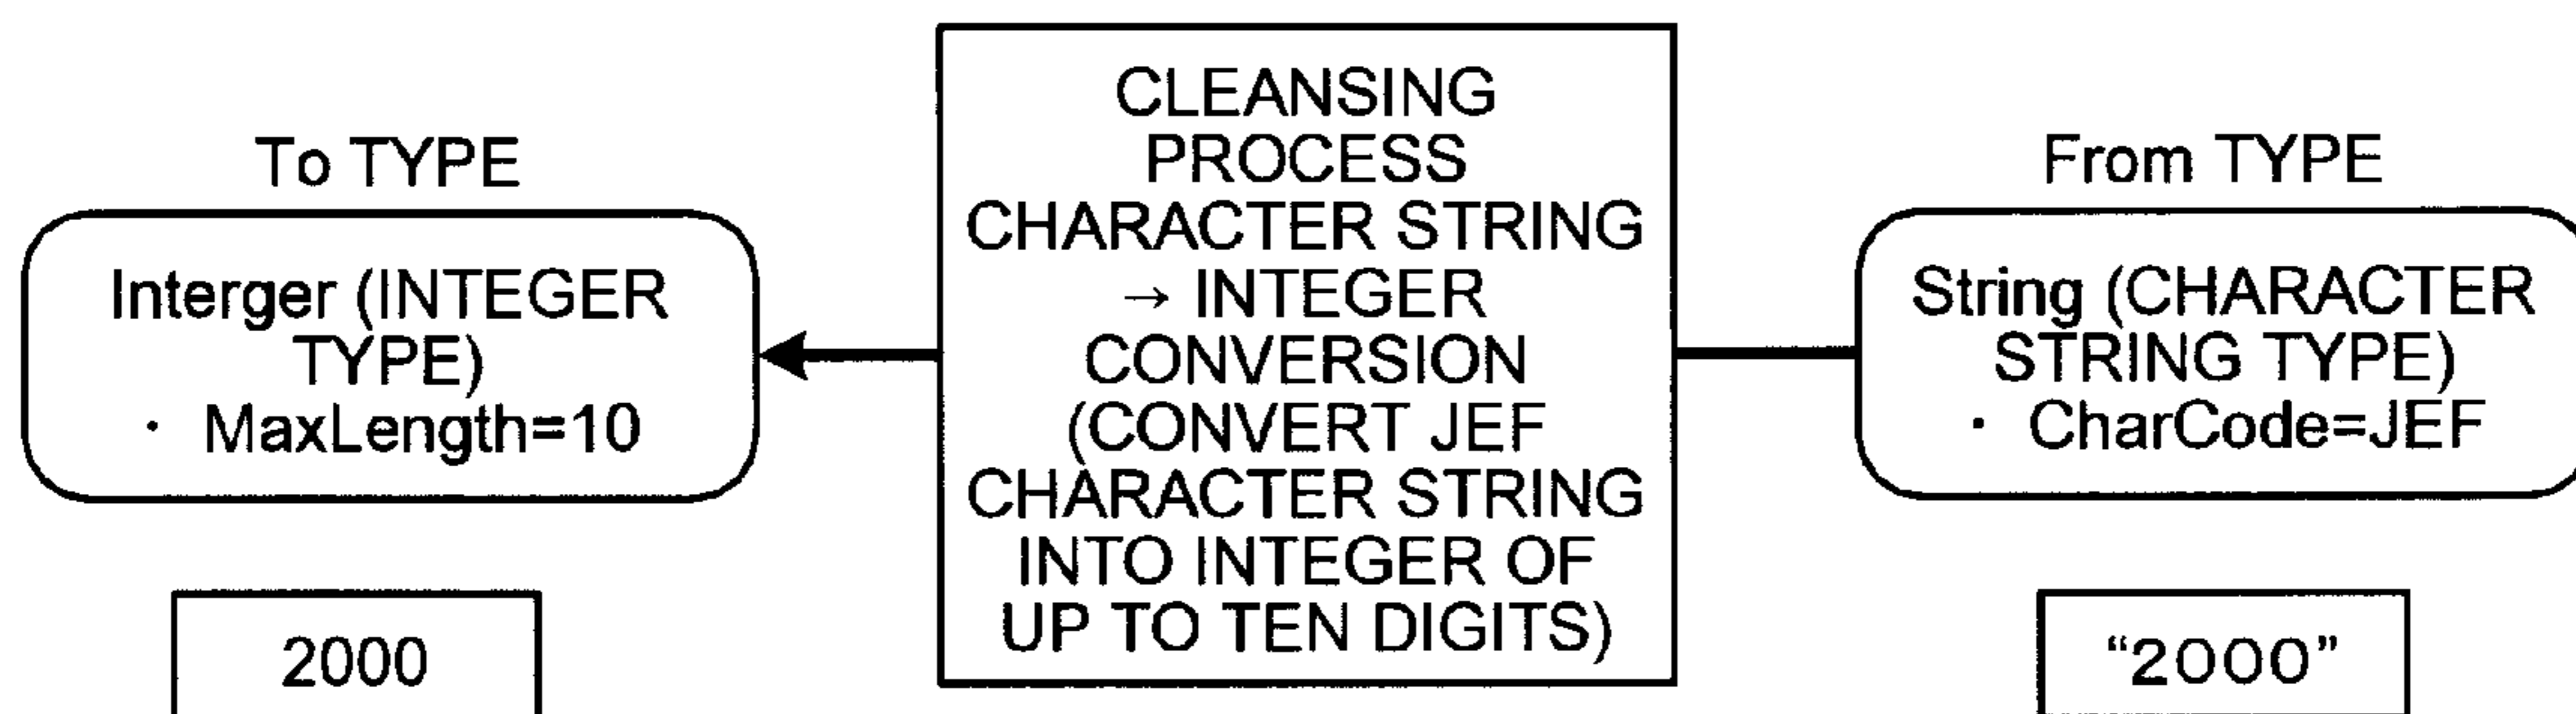 To TYPE
Interger (INTEGER
TYPE)
· MaxLength=10
2000
CLEANSING
PROCESS
CHARACTER STRING
→ INTEGER
CONVERSION
(CONVERT JEF
CHARACTER STRING
INTO INTEGER OF
UP TO TEN DIGITS)
From TYPE
String (CHARACTER
STRING TYPE)
· CharCode=JEF
“2000”